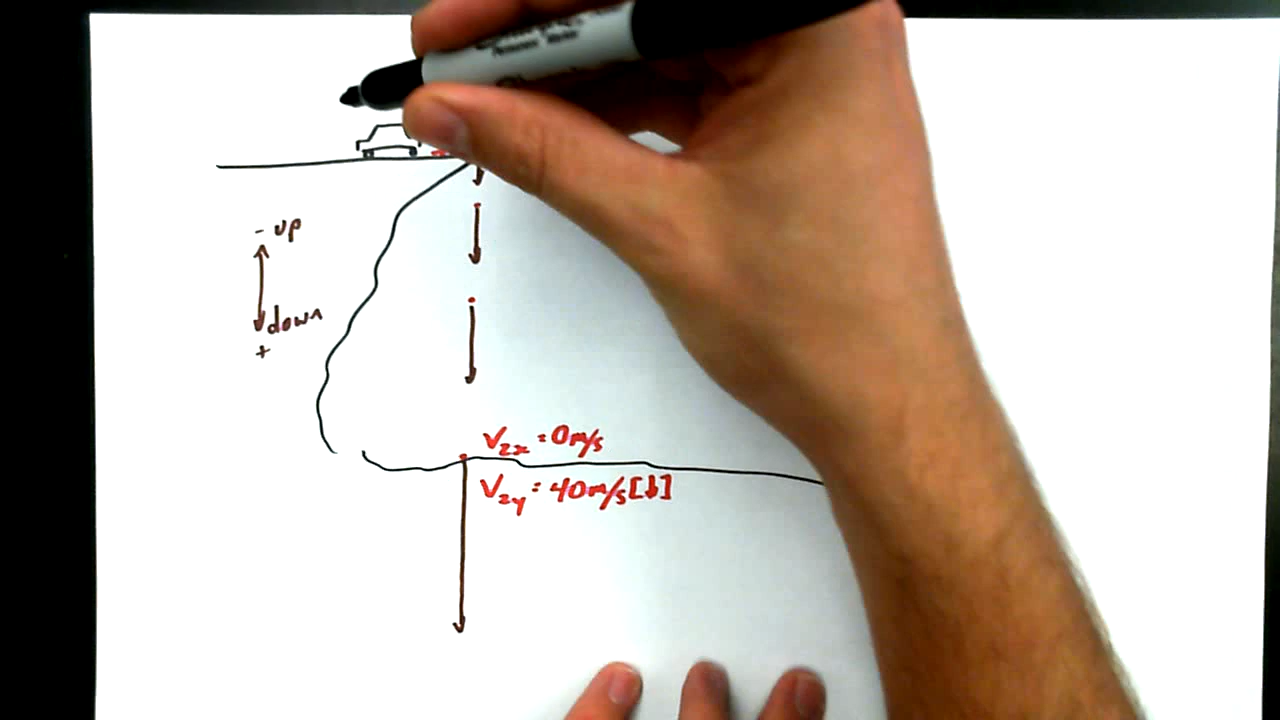 - up
down
+
V2x = 0m/s
V2y = 40m/s [↓]